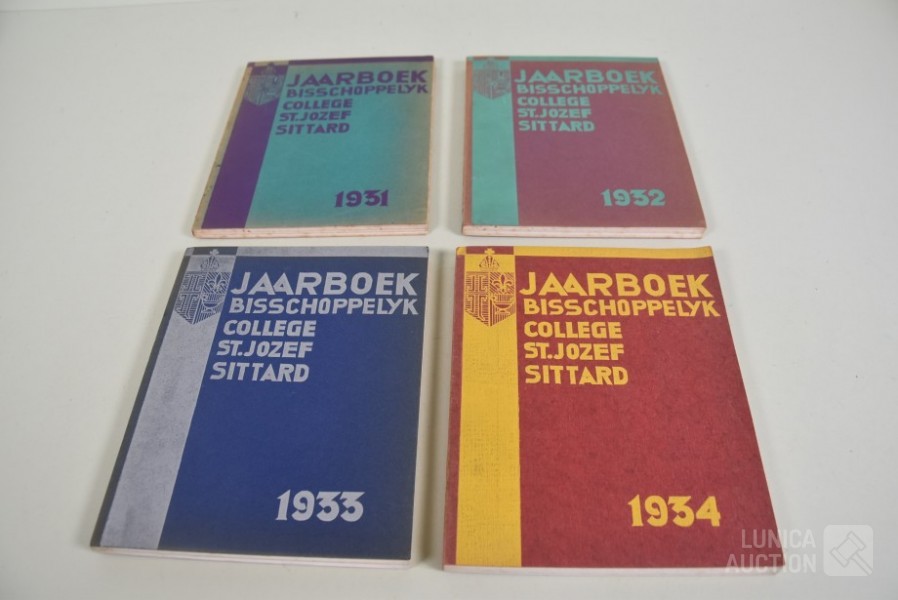 JAARBOEK
BISSCHOPPELYK
COLLEGE
ST. JOZEF
SITTARD
1931
JAARBOEK
BISSCHOPPELYK
COLLEGE
ST. JOZEF
SITTARD
1932
JAARBOEK
BISSCHOPPELYK
COLLEGE
ST. JOZEF
SITTARD
1933
JAARBOEK
BISSCHOPPELYK
COLLEGE
ST. JOZEF
SITTARD
1934
LUNICA
AUCTION